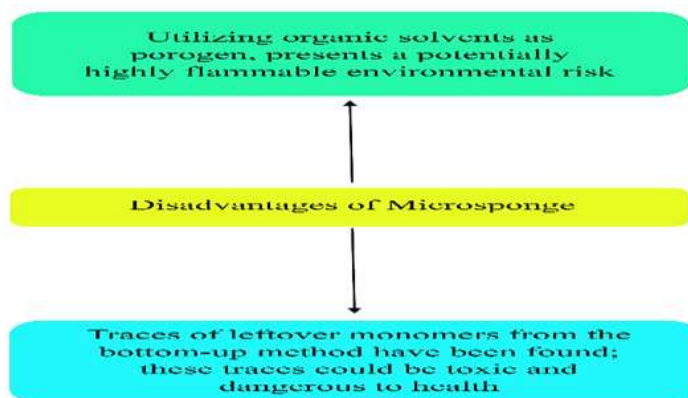 Utilizing organic solvents as
porogen, presents a potentially
highly flammable environmental risk
Disadvantages of Microsponge
Traces of leftover monomers from the
bottom-up method have been found;
these traces could be toxic and
dangerous to health